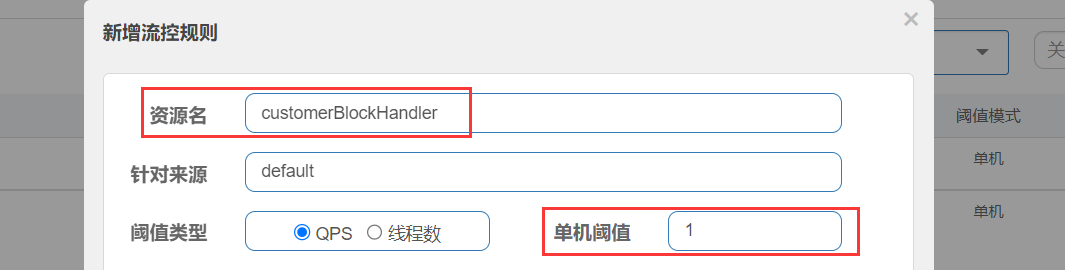 新增流控规则
×
关
资源名 customerBlockHandler
阈值模式
针对来源 default
单机
阈值类型 QPS 线程数 单机阈值 1
单机